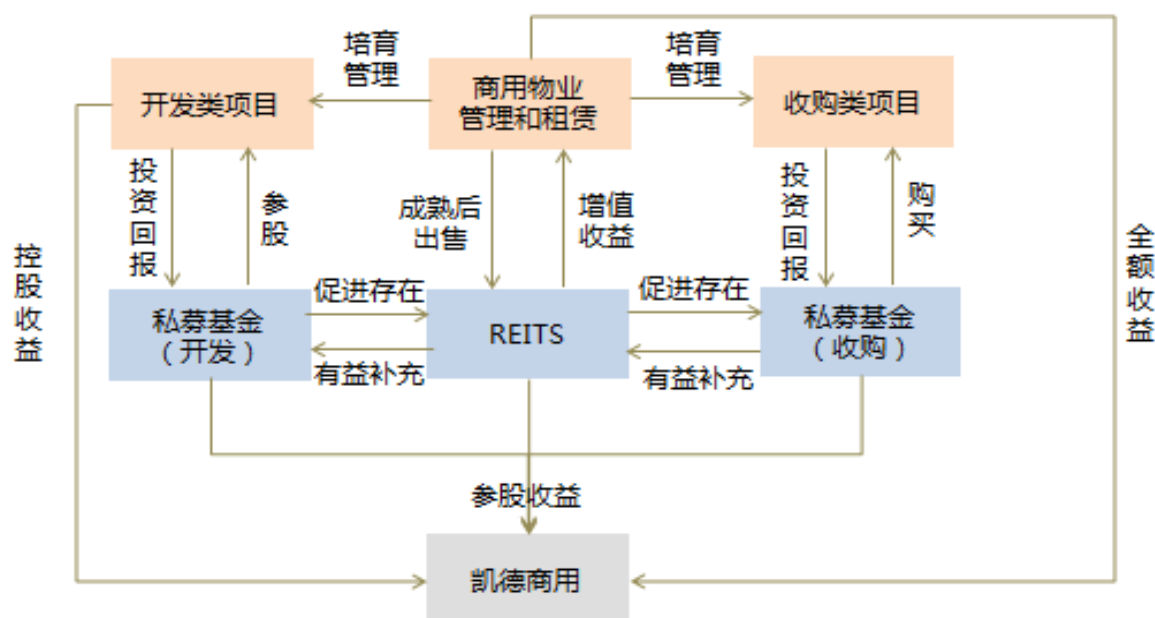 培育
管理
培育
管理
开发类项目
商用物业
管理和租赁
收购类项目
投资回报
参股
成熟后
出售
增值
收益
投资回报
购买
控股收益
全额收益
促进存在
促进存在
私募基金
（开发）
REITS
私募基金
（收购）
有益补充
有益补充
参股收益
凯德商用